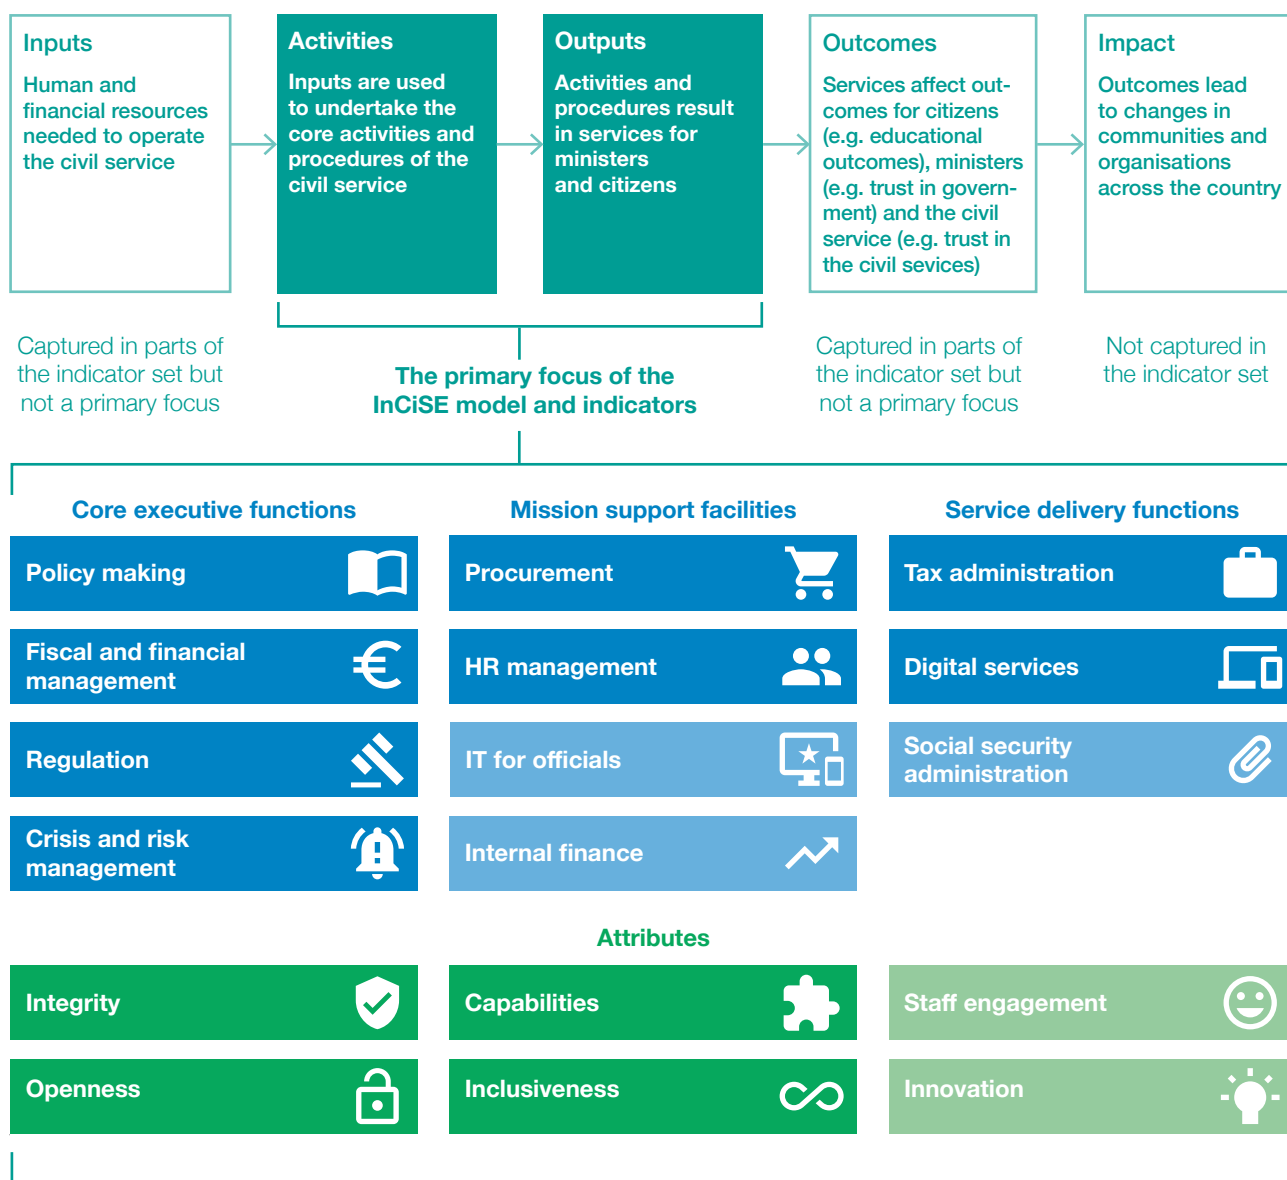 Inputs
Human and
financial resources
needed to operate
the civil service
Activities
Inputs are used
to undertake the
core activities and
procedures of the
civil service
Outputs
Activities and
procedures result
in services for
ministers
and citizens
Outcomes
Services affect out-
comes for citizens
(e.g. educational
outcomes), ministers
(e.g. trust in govern-
ment) and the civil
service (e.g. trust in
the civil sevices)
Impact
Outcomes lead
to changes in
communities and
organisations
across the country
Captured in parts of
the indicator set but
not a primary focus
The primary focus of the
InCiSE model and indicators
Captured in parts of
the indicator set but
not a primary focus
Not captured in
the indicator set
Core executive functions
Policy making
Fiscal and financial
management
Regulation
Crisis and risk
management
Mission support facilities
Procurement
HR management
IT for officials
Internal finance
Service delivery functions
Tax administration
Digital services
Social security
administration
Attributes
Integrity
Capabilities
Staff engagement
Openness
Inclusiveness
Innovation